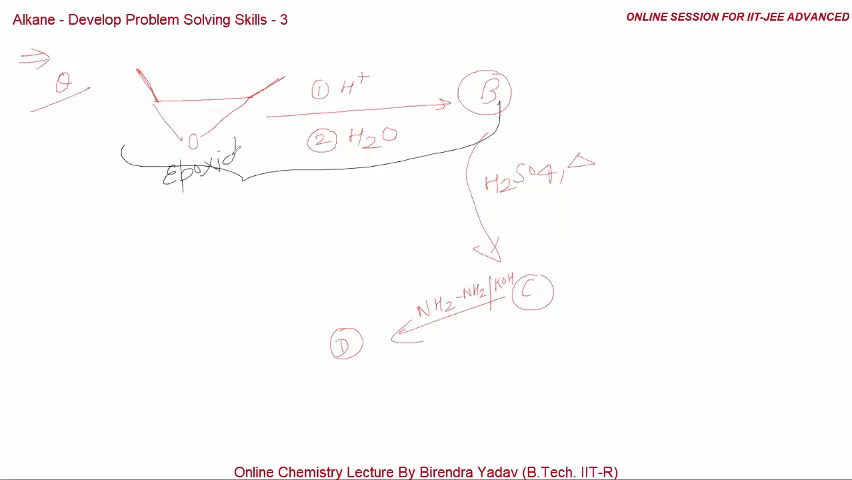 Alkane - Develop Problem Solving Skills - 3
ONLINE SESSION FOR IIT-JEE ADVANCED
⇒
Q
① H⁺
B
② H₂O
O
Epoxid
H₂SO₄, Δ
NH₂-NH₂/KOH
C
D
Online Chemistry Lecture By Birendra Yadav (B.Tech. IIT-R)